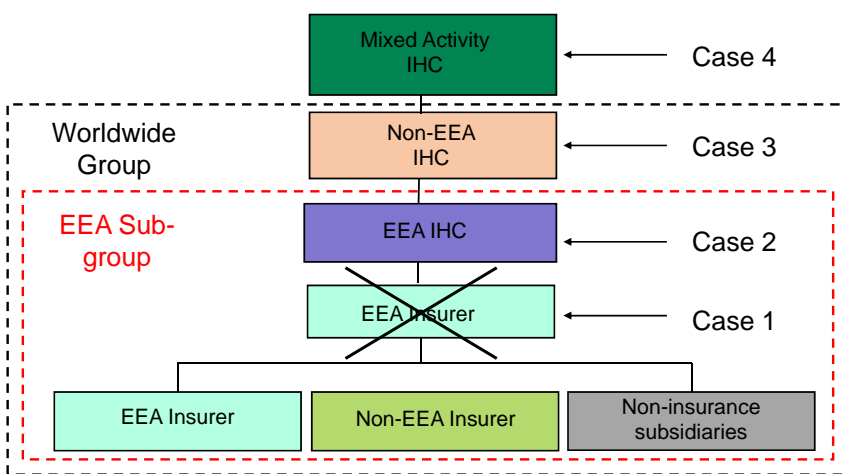 Mixed Activity
IHC
Case 4
Worldwide
Group
Non-EEA
IHC
Case 3
EEA Sub-
group
EEA IHC
Case 2
EEA Insurer
Case 1
EEA Insurer
Non-EEA Insurer
Non-insurance
subsidiaries